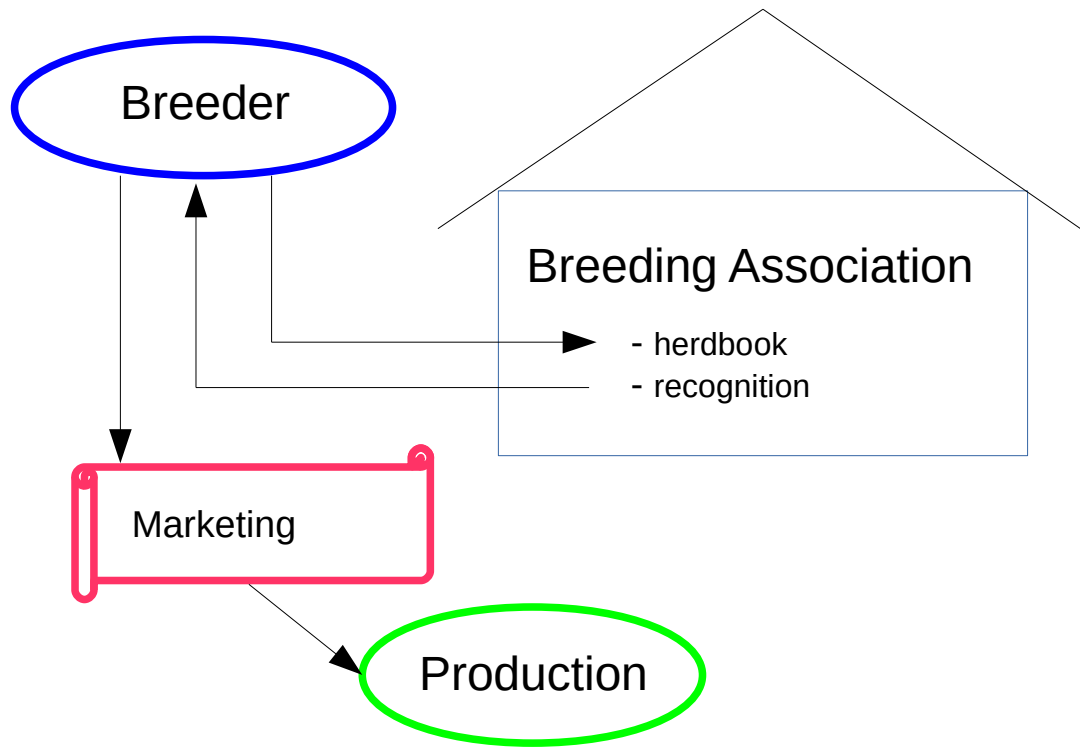 Breeder
Breeding Association
- herdbook
- recognition
Marketing
Production